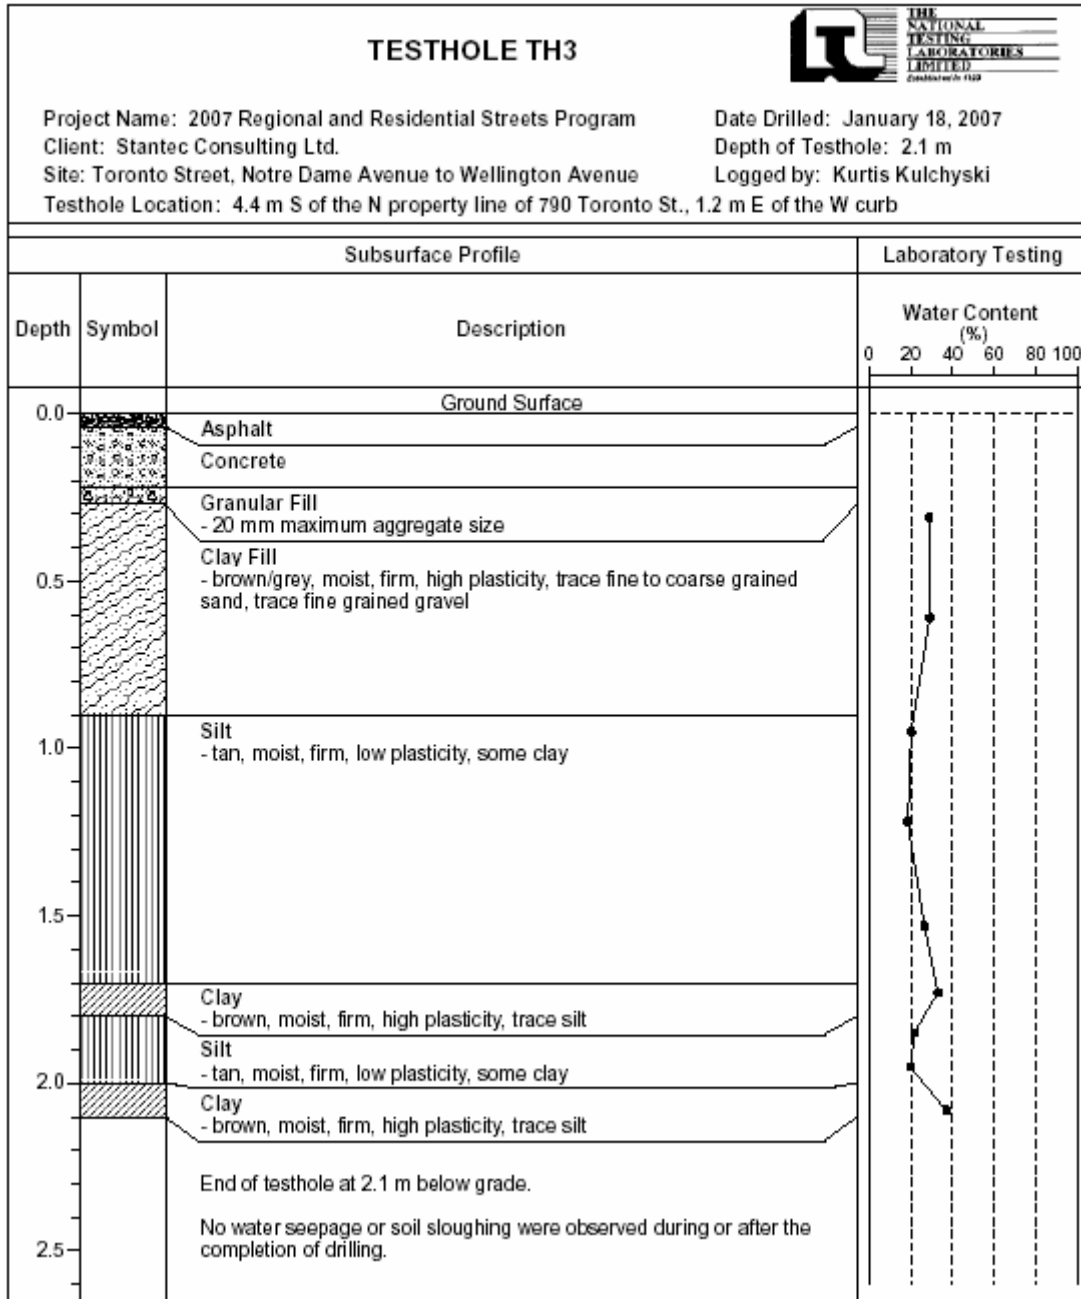 TESTHOLE TH3
THE
NATIONAL
TESTING
LABORATORIES
LIMITED
Established in 1923
Project Name: 2007 Regional and Residential Streets Program
Date Drilled: January 18, 2007
Client: Stantec Consulting Ltd.
Depth of Testhole: 2.1 m
Site: Toronto Street, Notre Dame Avenue to Wellington Avenue
Logged by: Kurtis Kulchyski
Testhole Location: 4.4 m S of the N property line of 790 Toronto St., 1.2 m E of the W curb
Subsurface Profile
Laboratory Testing
Depth
Symbol
Description
Water Content
(%)
0 20 40 60 80 100
Ground Surface
0.0
Asphalt
Concrete
Granular Fill
- 20 mm maximum aggregate size
Clay Fill
0.5
- brown/grey, moist, firm, high plasticity, trace fine to coarse grained
sand, trace fine grained gravel
Silt
1.0
- tan, moist, firm, low plasticity, some clay
1.5
Clay
- brown, moist, firm, high plasticity, trace silt
Silt
- tan, moist, firm, low plasticity, some clay
2.0
Clay
- brown, moist, firm, high plasticity, trace silt
End of testhole at 2.1 m below grade.
No water seepage or soil sloughing were observed during or after the
completion of drilling.
2.5